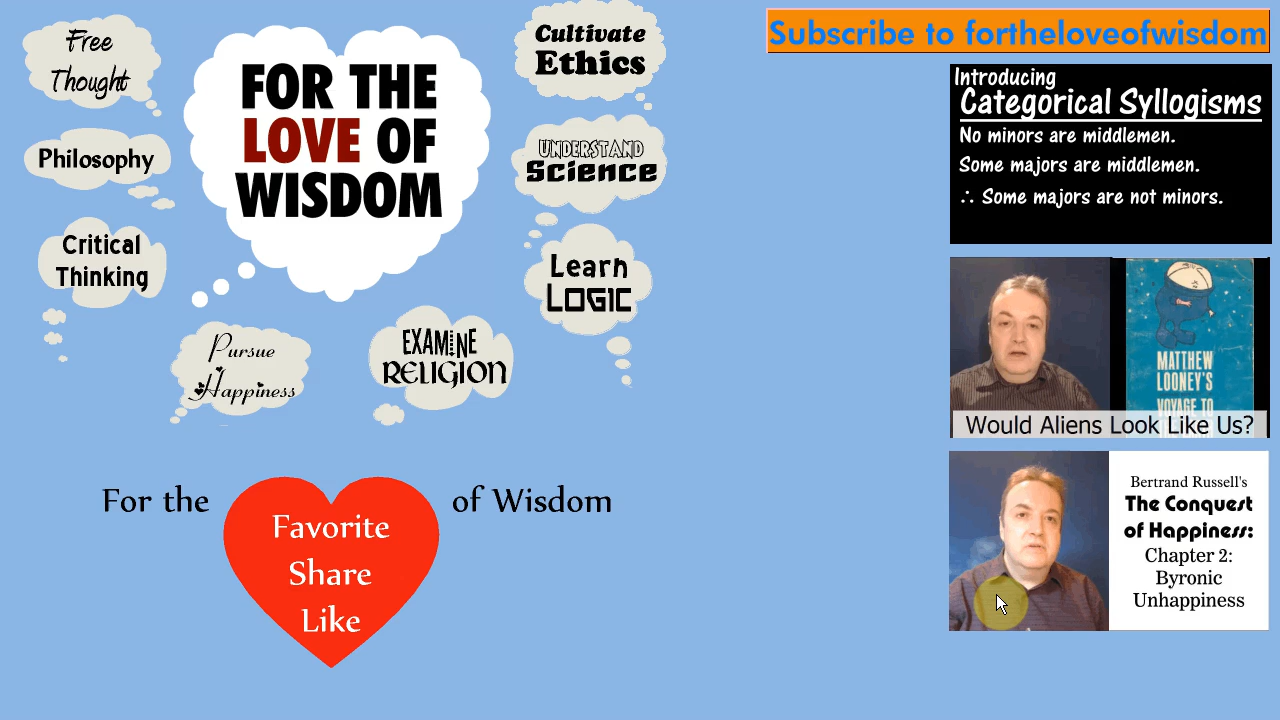 Free
Thought
Philosophy
Critical
Thinking
Pursue
Happiness
FOR THE
LOVE OF
WISDOM
EXAMINE
RELIGION
Cultivate
Ethics
UNDERSTAND
Science
Learn
LOGIC
For the
Favorite
Share
Like
of Wisdom
Subscribe to fortheloveofwisdom
Introducing
Categorical Syllogisms
No minors are middlemen.
Some majors are middlemen.
∴ Some majors are not minors.
MATTHEW
LOONEY'S
VOYAGE TO
Would Aliens Look Like Us?
Bertrand Russell's
The Conquest
of Happiness:
Chapter 2:
Byronic
Unhappiness